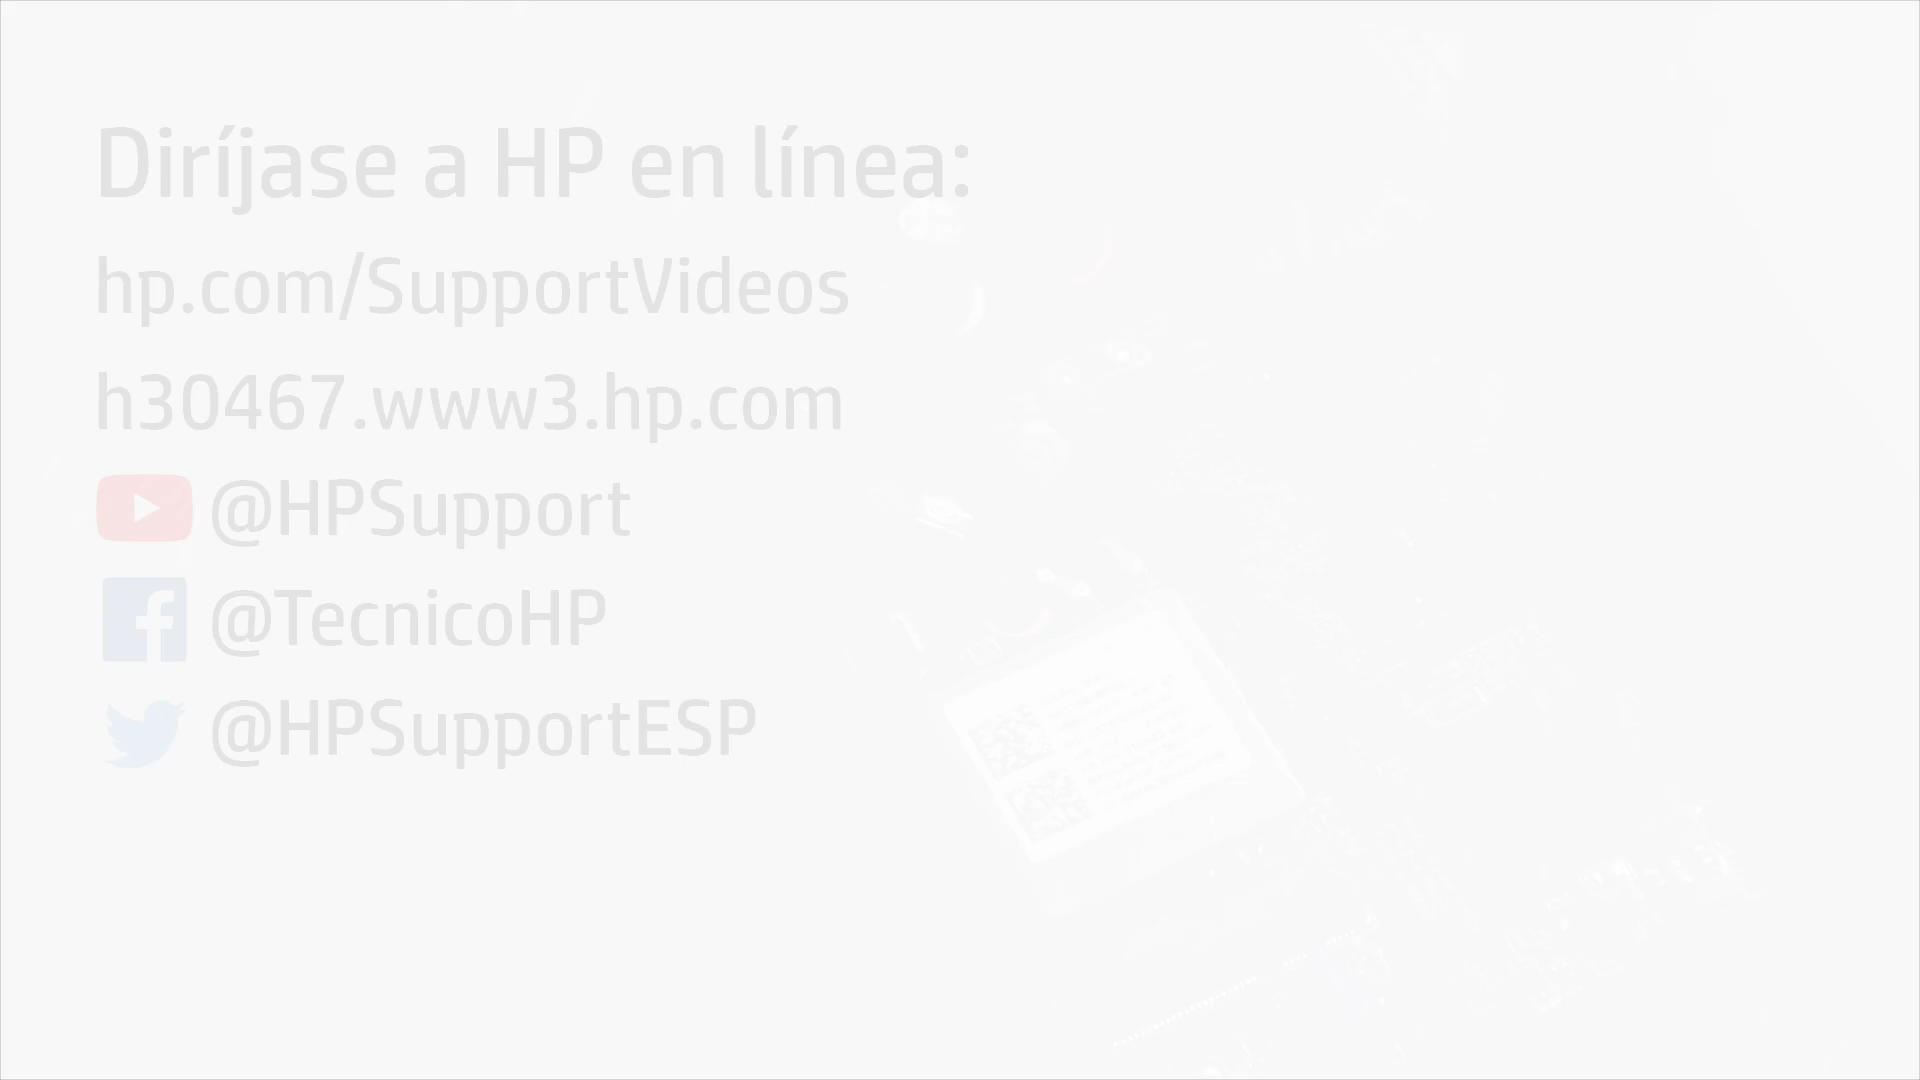 Diríjase a HP en línea:
hp.com/SupportVideos
h30467.www3.hp.com
@HPSupport
@TecnicoHP
@HPSupportESP